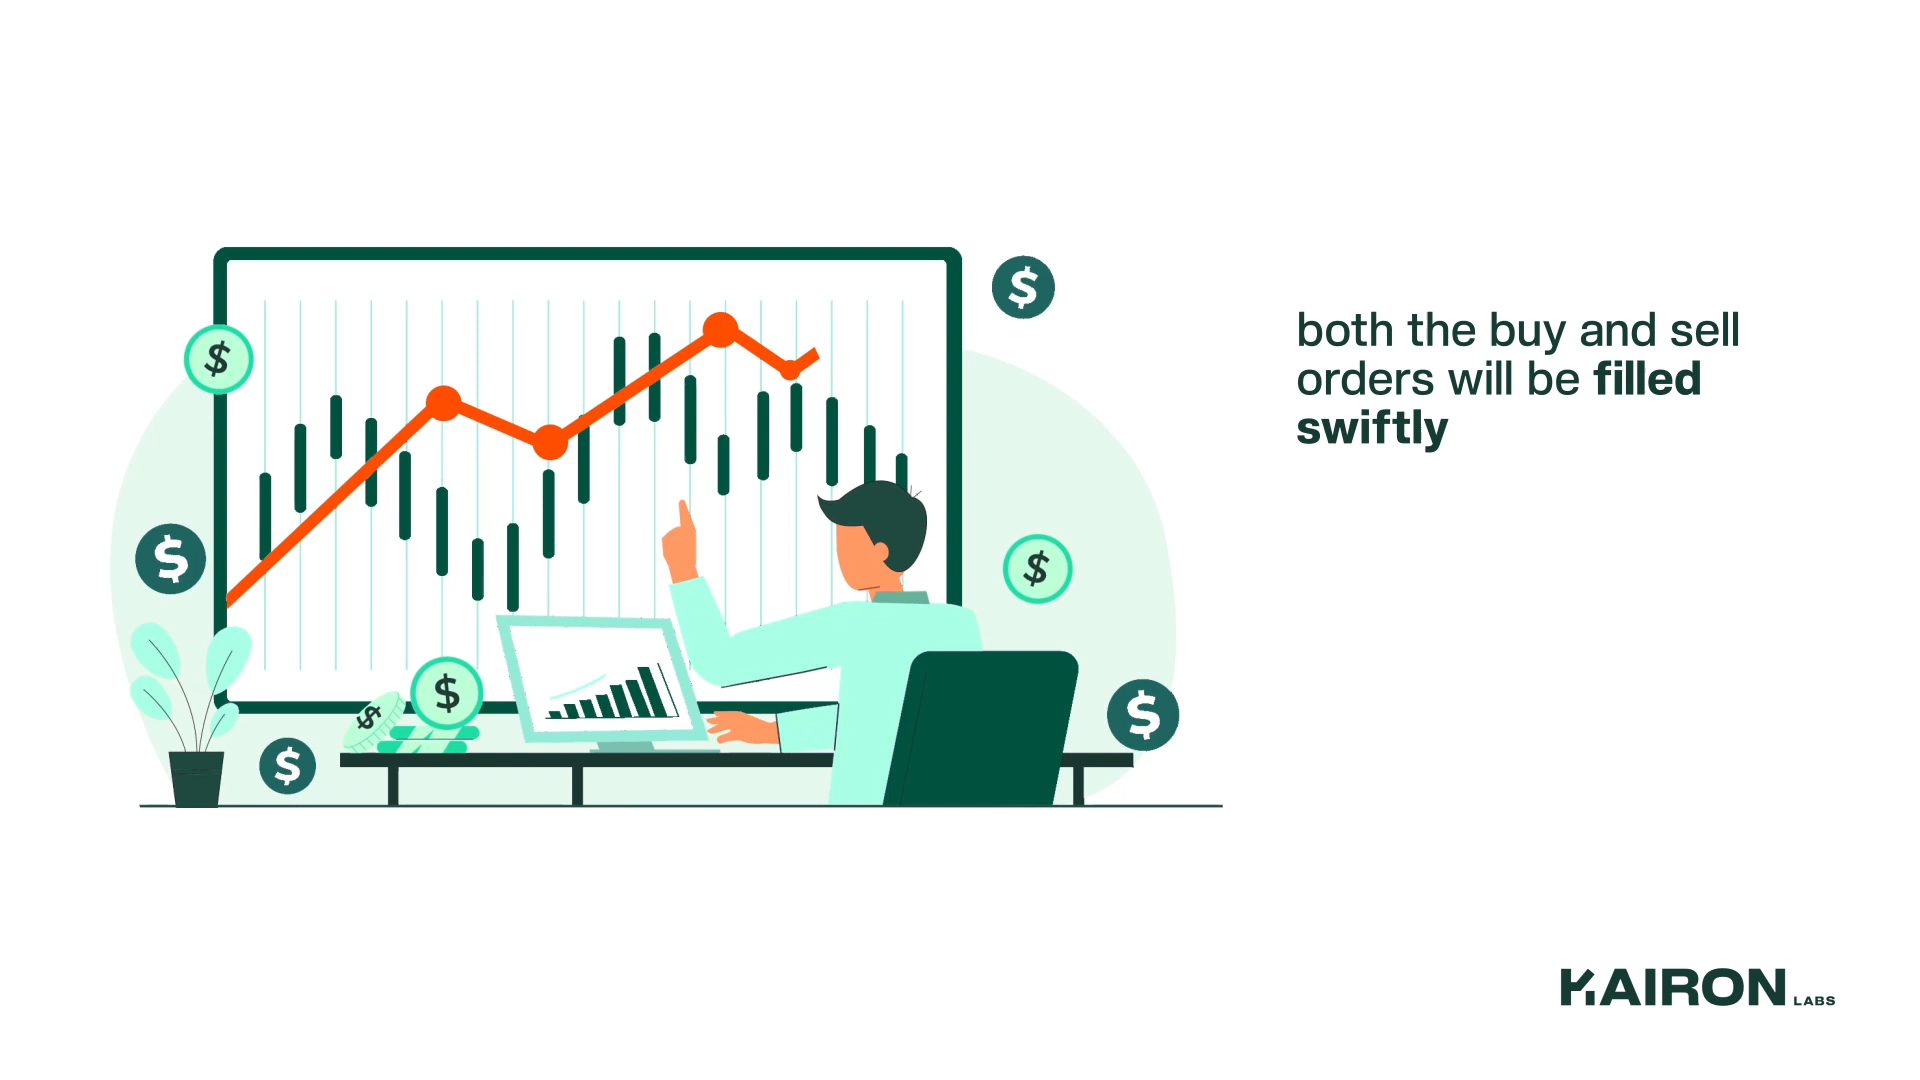 both the buy and sell
orders will be filled
swiftly
$
$
$
$
$
$
$
$
KAIRON LABS